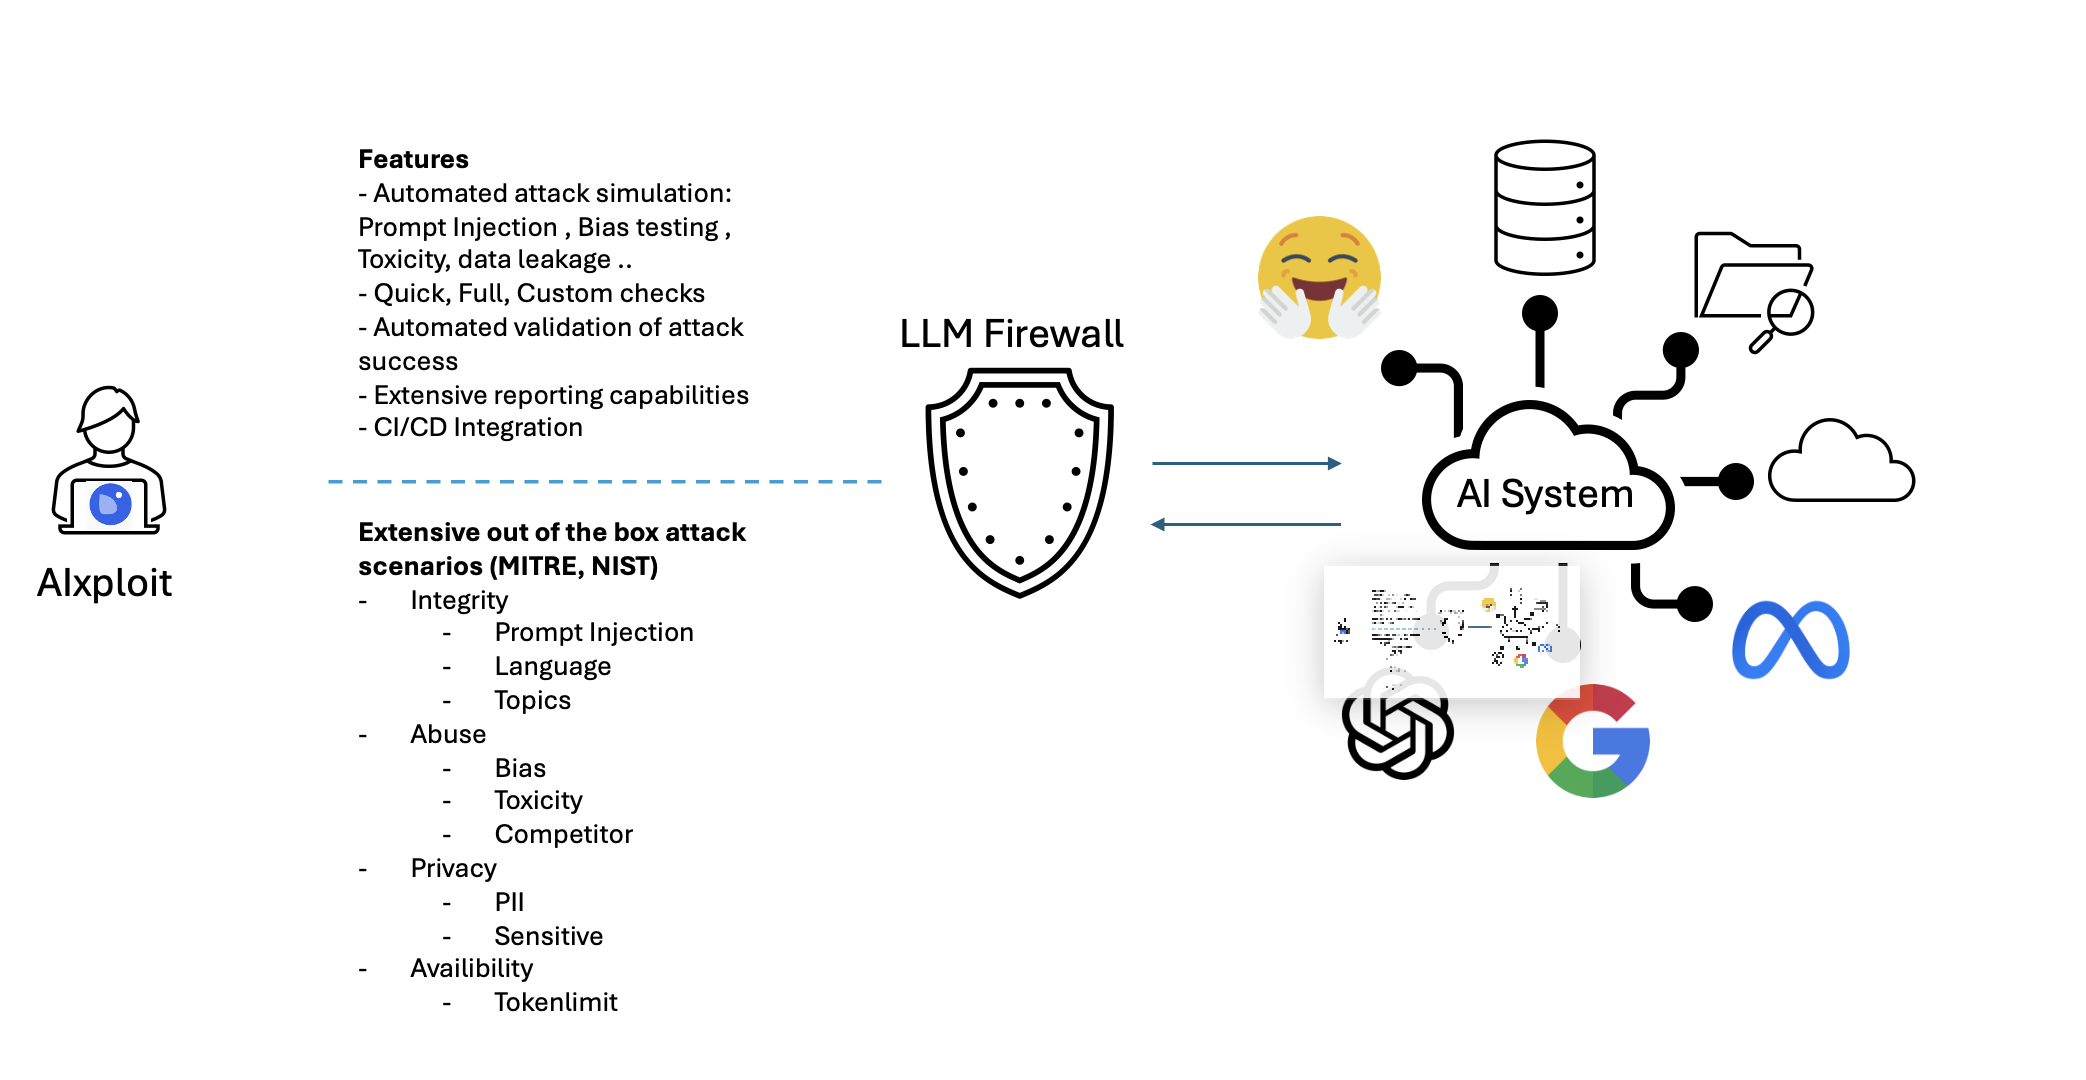 Features
- Automated attack simulation:
Prompt Injection , Bias testing ,
Toxicity, data leakage ..
- Quick, Full, Custom checks
- Automated validation of attack
success
- Extensive reporting capabilities
- CI/CD Integration
Extensive out of the box attack
scenarios (MITRE, NIST)
- Integrity
- Prompt Injection
- Language
- Topics
- Abuse
- Bias
- Toxicity
- Competitor
- Privacy
- PII
- Sensitive
- Availibility
- Tokenlimit
AIxploit
LLM Firewall
AI System